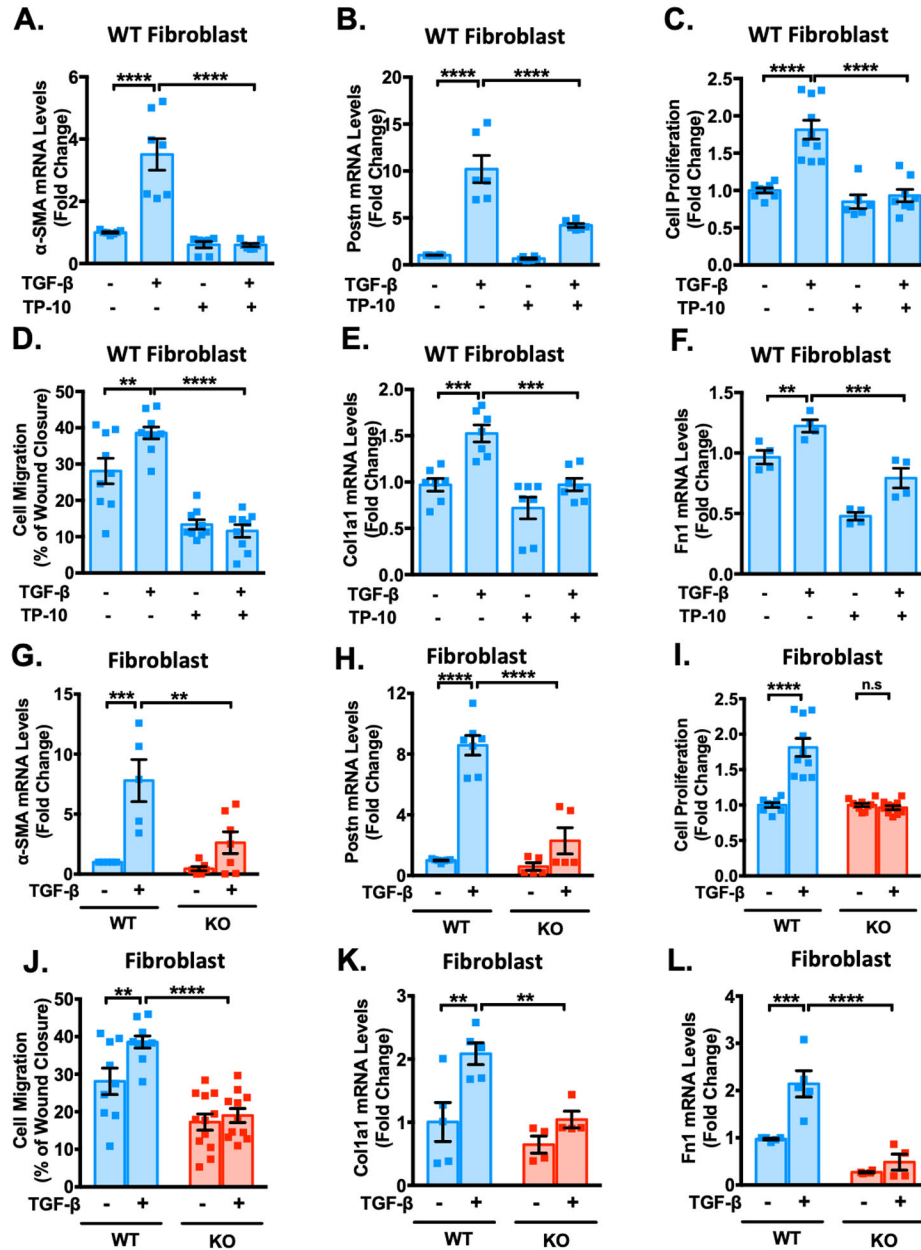 A.
WT Fibroblast
α-SMA mRNA Levels
(Fold Change)
6
4
2
0
****
****
TGF-β - + - +
TP-10 - - + +
B.
WT Fibroblast
Postn mRNA Levels
(Fold Change)
20
15
10
5
0
****
****
- + - +
- - + +
C.
WT Fibroblast
Cell Proliferation
(Fold Change)
2.5
2.0
1.5
1.0
0.5
0.0
****
****
- + - +
- - + +
D.
WT Fibroblast
Cell Migration
(% of Wound Closure)
50
40
30
20
10
0
**
****
TGF-β - + - +
TP-10 - - + +
E.
WT Fibroblast
Col1a1 mRNA Levels
(Fold Change)
2.0
1.5
1.0
0.5
0.0
***
***
TGF-β - + - +
TP-10 - - + +
F.
WT Fibroblast
Fn1 mRNA Levels
(Fold Change)
1.5
1.0
0.5
0.0
**
***
TGF-β - + - +
TP-10 - - + +
G.
Fibroblast
α-SMA mRNA Levels
(Fold Change)
15
10
5
0
***
**
TGF-β - + - +
WT KO
H.
Fibroblast
Postn mRNA Levels
(Fold Change)
12
8
4
0
****
****
TGF-β - + - +
WT KO
I.
Fibroblast
Cell Proliferation
(Fold Change)
2.5
2.0
1.5
1.0
0.5
0.0
****
n.s
TGF-β - + - +
WT KO
J.
Fibroblast
Cell Migration
(% of Wound Closure)
50
40
30
20
10
0
**
****
TGF-β - + - +
WT KO
K.
Fibroblast
Col1a1 mRNA Levels
(Fold Change)
3
2
1
0
**
**
TGF-β - + - +
WT KO
L.
Fibroblast
Fn1 mRNA Levels
(Fold Change)
4
3
2
1
0
***
****
TGF-β - + - +
WT KO